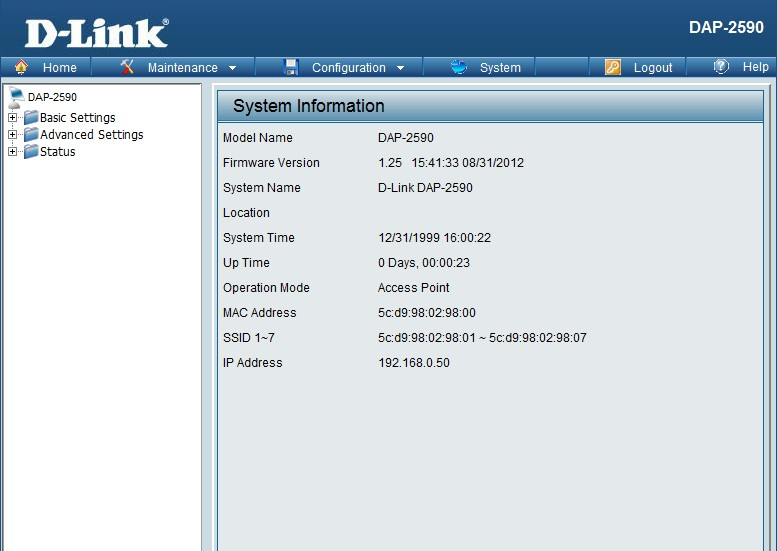 D-Link®
DAP-2590
Home Maintenance Configuration System Logout Help
DAP-2590
Basic Settings
Advanced Settings
Status
System Information
Model Name DAP-2590
Firmware Version 1.25 15:41:33 08/31/2012
System Name D-Link DAP-2590
Location
System Time 12/31/1999 16:00:22
Up Time 0 Days, 00:00:23
Operation Mode Access Point
MAC Address 5c:d9:98:02:98:00
SSID 1~7 5c:d9:98:02:98:01 ~ 5c:d9:98:02:98:07
IP Address 192.168.0.50